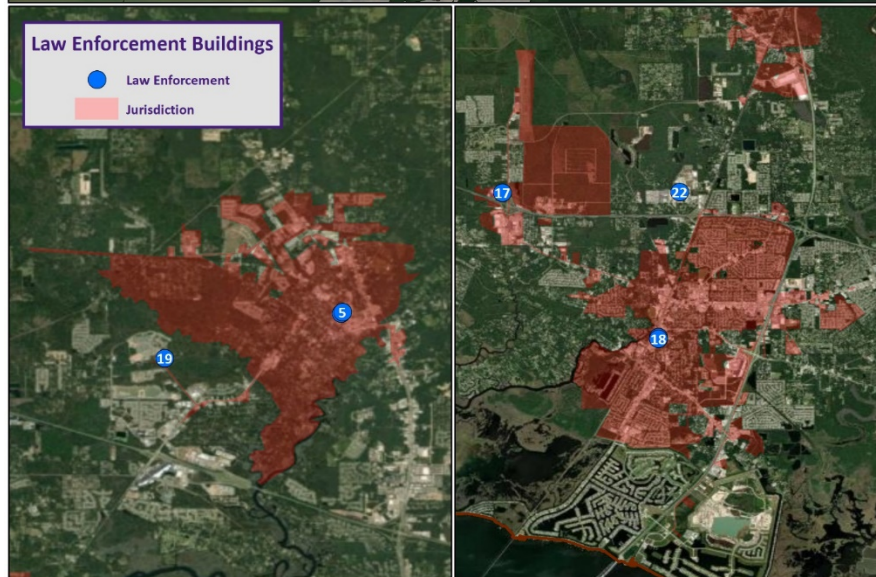 Law Enforcement Buildings
Law Enforcement
Jurisdiction
5
19
17
22
18